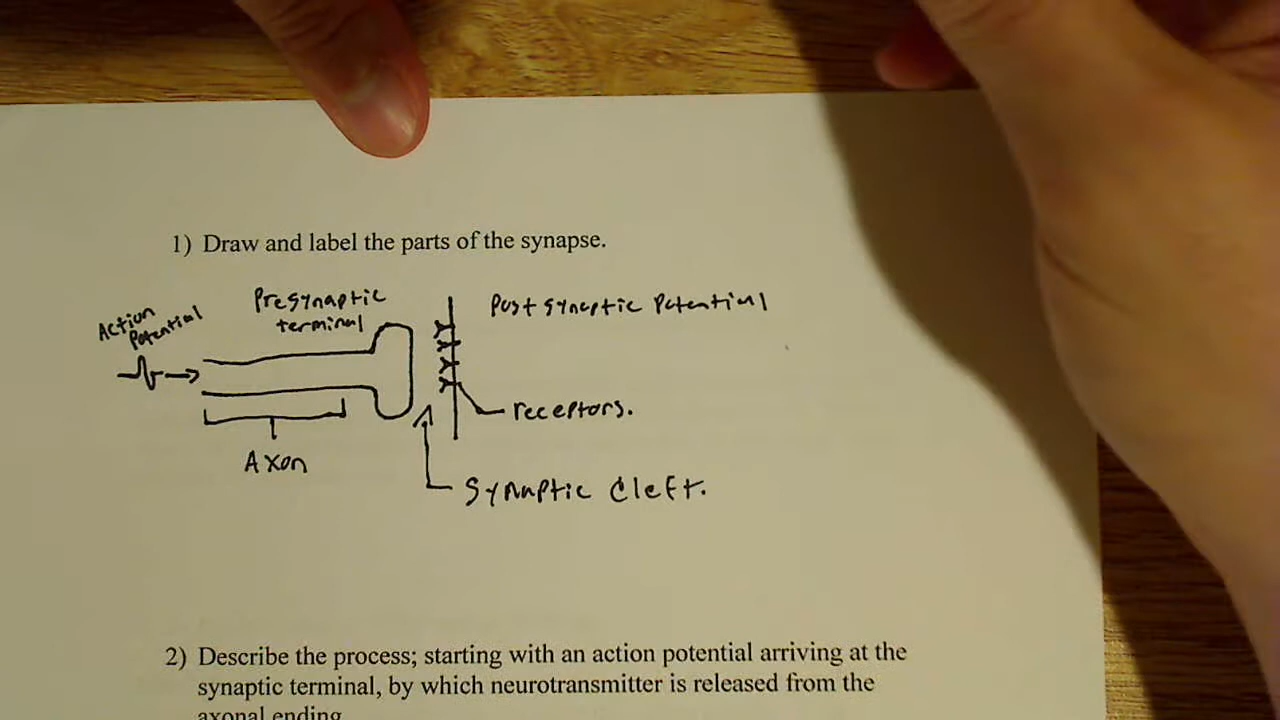 1) Draw and label the parts of the synapse.
Action
Potential
Presynaptic
terminal
Post synaptic Potential
receptors.
Axon
Synaptic Cleft.
2) Describe the process; starting with an action potential arriving at the
synaptic terminal, by which neurotransmitter is released from the
axonal ending